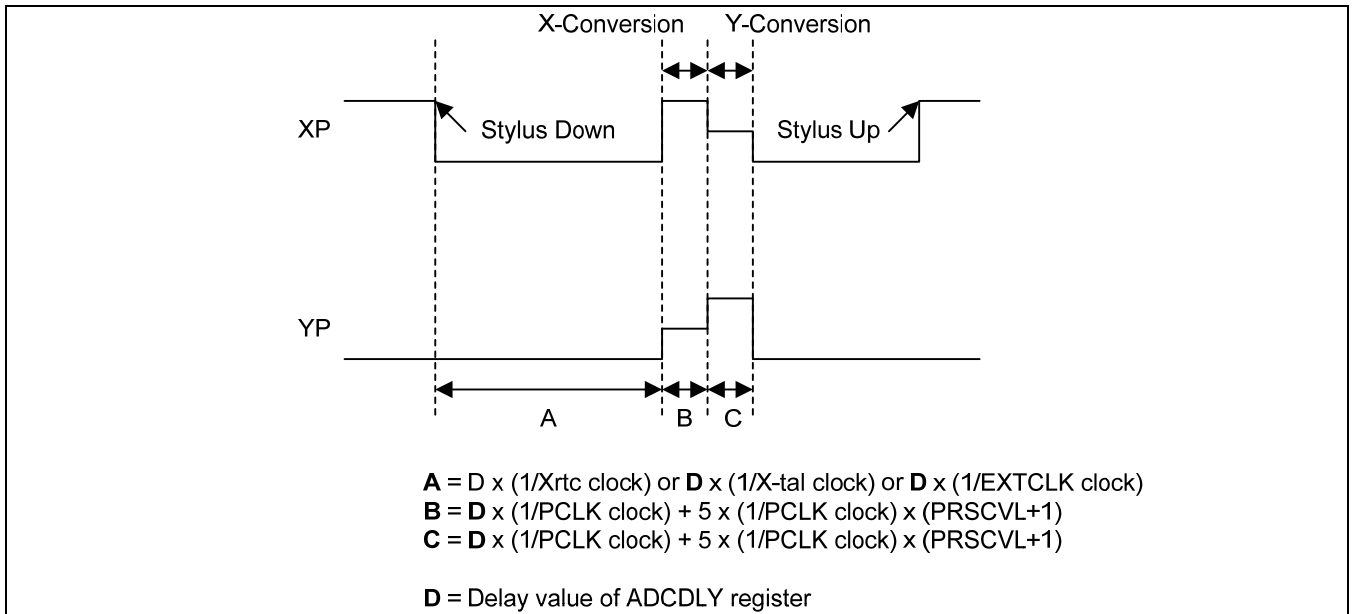 X-Conversion Y-Conversion
XP
Stylus Down
Stylus Up
YP
A
B
C
A = D x (1/Xrtc clock) or D x (1/X-tal clock) or D x (1/EXTCLK clock)
B = D x (1/PCLK clock) + 5 x (1/PCLK clock) x (PRSCVL+1)
C = D x (1/PCLK clock) + 5 x (1/PCLK clock) x (PRSCVL+1)
D = Delay value of ADCDLY register